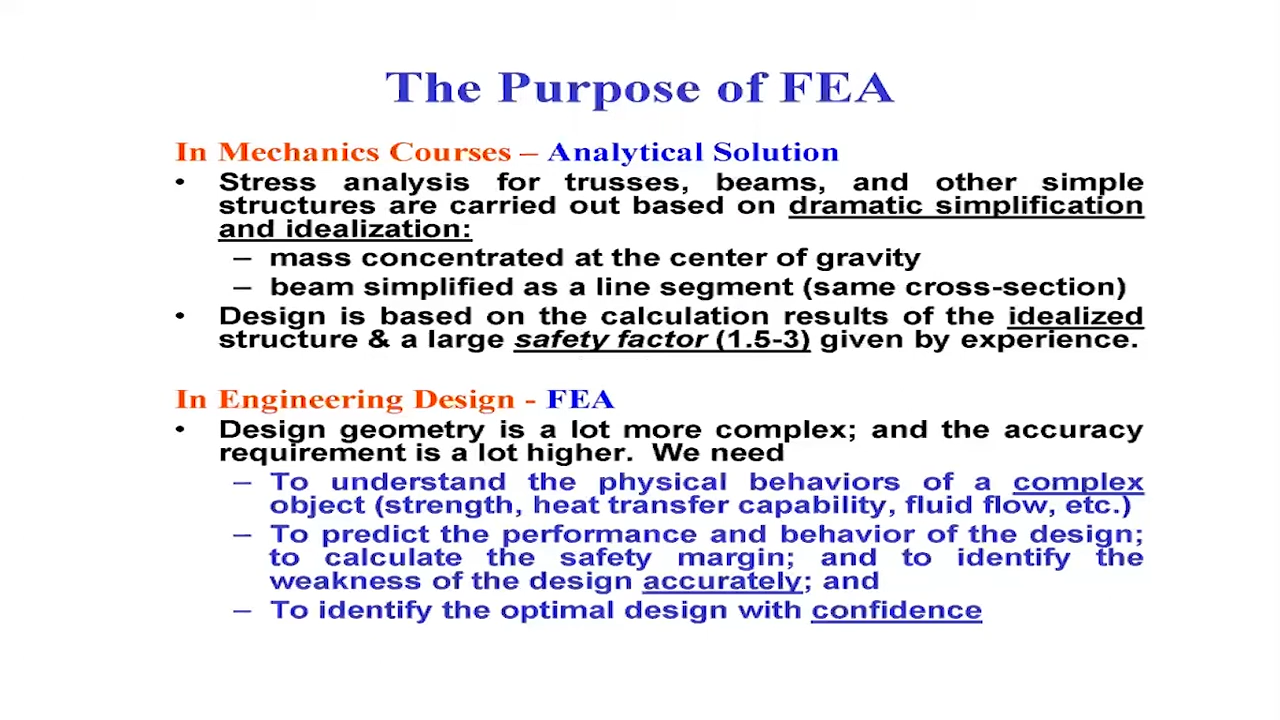 The Purpose of FEA
In Mechanics Courses – Analytical Solution
• Stress analysis for trusses, beams, and other simple
structures are carried out based on dramatic simplification
and idealization:
– mass concentrated at the center of gravity
– beam simplified as a line segment (same cross-section)
• Design is based on the calculation results of the idealized
structure & a large safety factor (1.5-3) given by experience.
In Engineering Design - FEA
• Design geometry is a lot more complex; and the accuracy
requirement is a lot higher. We need
– To understand the physical behaviors of a complex
object (strength, heat transfer capability, fluid flow, etc.)
– To predict the performance and behavior of the design;
to calculate the safety margin; and to identify the
weakness of the design accurately; and
– To identify the optimal design with confidence